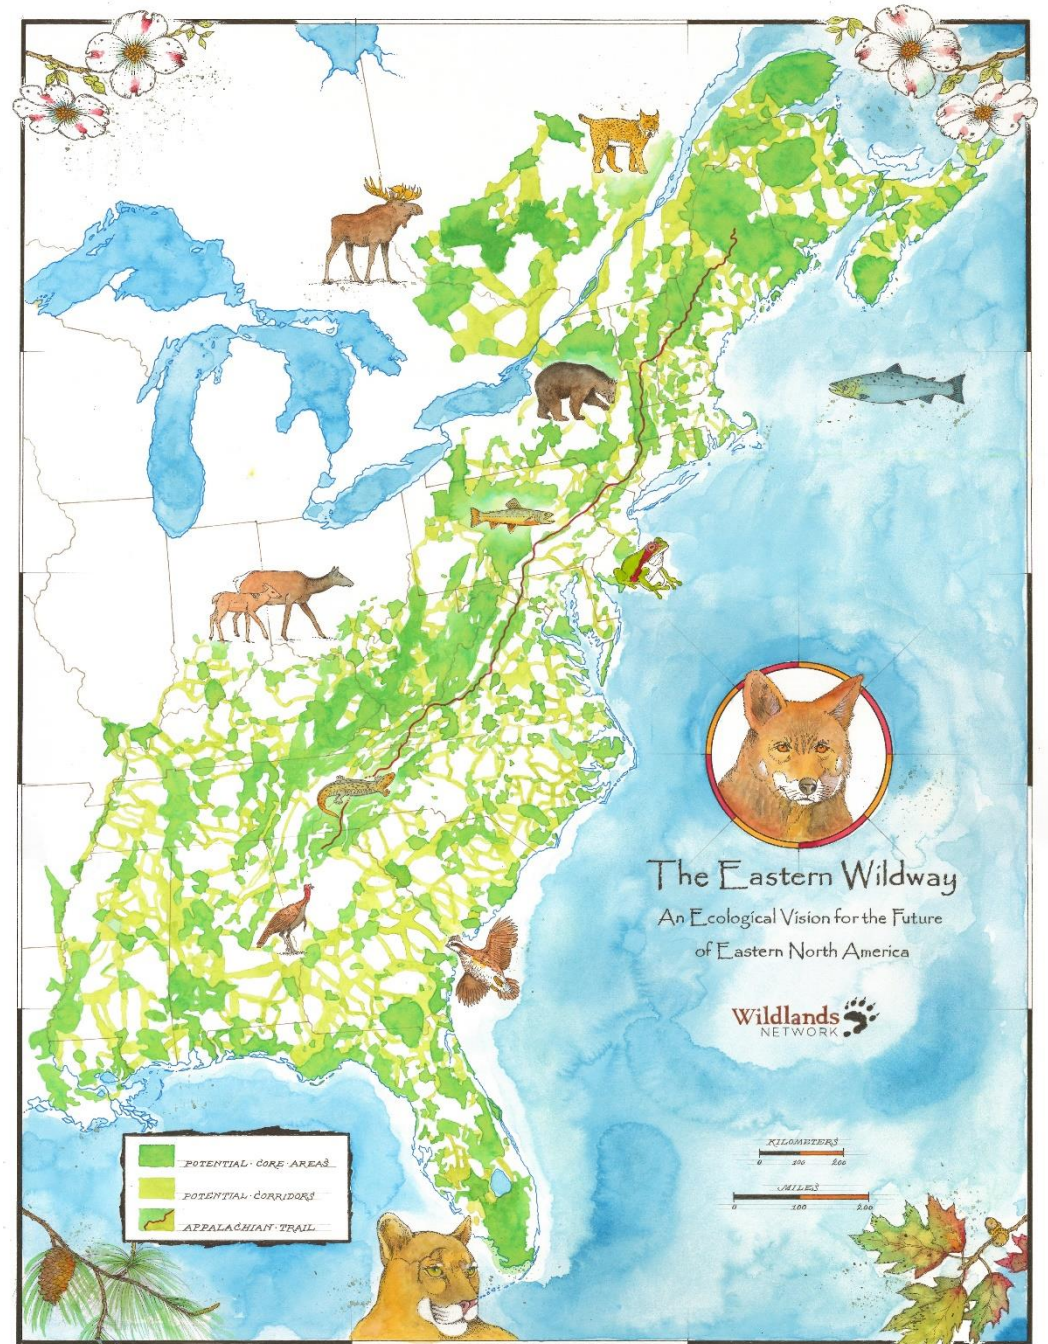 The Eastern Wildway
An Ecological Vision for the Future
of Eastern North America
Wildlands
NETWORK
POTENTIAL·CORE·AREAS
POTENTIAL·CORRIDORS
APPALACHIAN·TRAIL
KILOMETERS
0 100 200
MILES
0 100 200